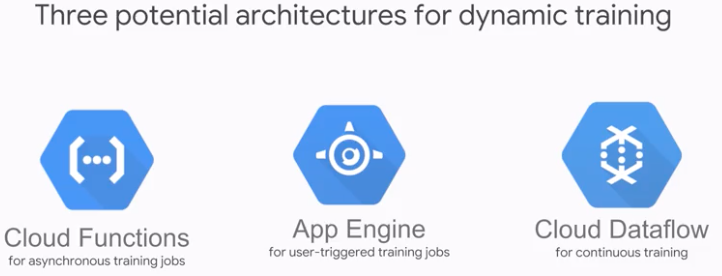 Three potential architectures for dynamic training
Cloud Functions
for asynchronous training jobs
App Engine
for user-triggered training jobs
Cloud Dataflow
for continuous training